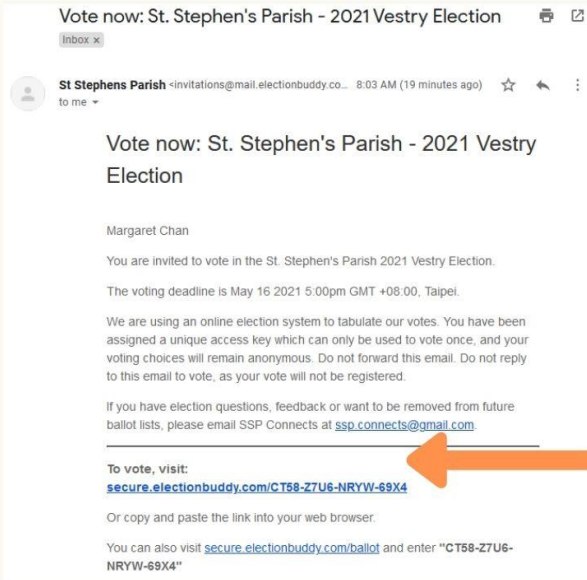 Vote now: St. Stephen's Parish - 2021 Vestry Election
Inbox x
St Stephens Parish <invitations@mail.electionbuddy.co... 8:03 AM (19 minutes ago)
to me
Vote now: St. Stephen's Parish - 2021 Vestry
Election
Margaret Chan
You are invited to vote in the St. Stephen's Parish 2021 Vestry Election.
The voting deadline is May 16 2021 5:00pm GMT +08:00, Taipei.
We are using an online election system to tabulate our votes. You have been
assigned a unique access key which can only be used to vote once, and your
voting choices will remain anonymous. Do not forward this email. Do not reply
to this email to vote, as your vote will not be registered.
If you have election questions, feedback or want to be removed from future
ballot lists, please email SSP Connects at ssp.connects@gmail.com.
To vote, visit:
secure.electionbuddy.com/CT58-Z7U6-NRYW-69X4
Or copy and paste the link into your web browser.
You can also visit secure.electionbuddy.com/ballot and enter "CT58-Z7U6-
NRYW-69X4"